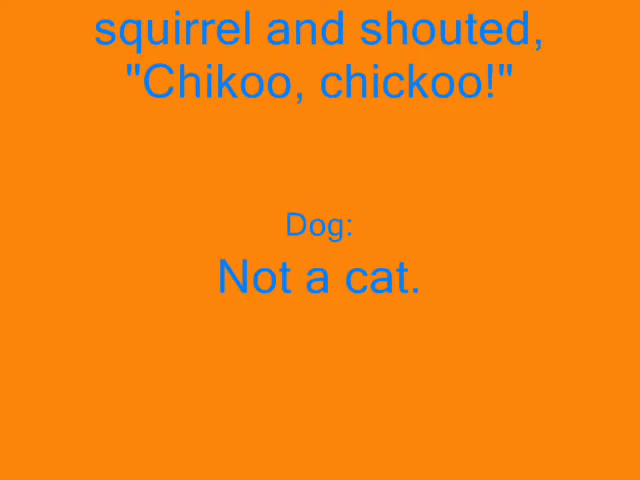 squirrel and shouted,
"Chikoo, chickoo!"
Dog:
Not a cat.